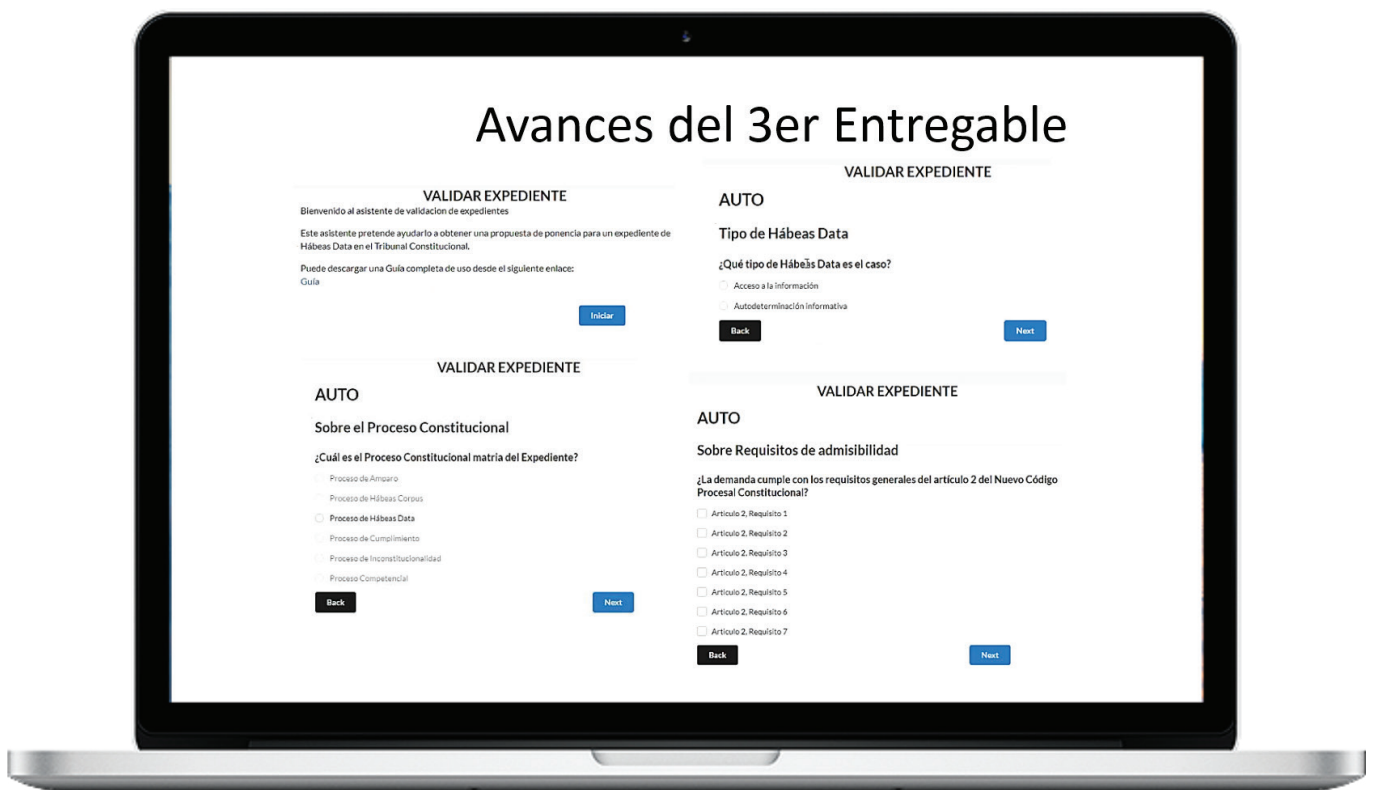 Avances del 3er Entregable
VALIDAR EXPEDIENTE
Bienvenido al asistente de validacion de expedientes
Este asistente pretende ayudarlo a obtener una propuesta de ponencia para un expediente de
Hábeas Data en el Tribunal Constitucional.
Puede descargar una Guía completa de uso desde el siguiente enlace:
Guía
Iniciar
VALIDAR EXPEDIENTE
AUTO
Tipo de Hábeas Data
¿Qué tipo de Hábeas Data es el caso?
Acceso a la información
Autodeterminación informativa
Back
Next
VALIDAR EXPEDIENTE
AUTO
Sobre el Proceso Constitucional
¿Cuál es el Proceso Constitucional matria del Expediente?
Proceso de Amparo
Proceso de Hábeas Corpus
Proceso de Hábeas Data
Proceso de Cumplimiento
Proceso de Inconstitucionalidad
Proceso Competencial
Back
Next
VALIDAR EXPEDIENTE
AUTO
Sobre Requisitos de admisibilidad
¿La demanda cumple con los requisitos generales del artículo 2 del Nuevo Código
Procesal Constitucional?
Artículo 2, Requisito 1
Artículo 2, Requisito 2
Artículo 2, Requisito 3
Artículo 2, Requisito 4
Artículo 2, Requisito 5
Artículo 2, Requisito 6
Artículo 2, Requisito 7
Back
Next